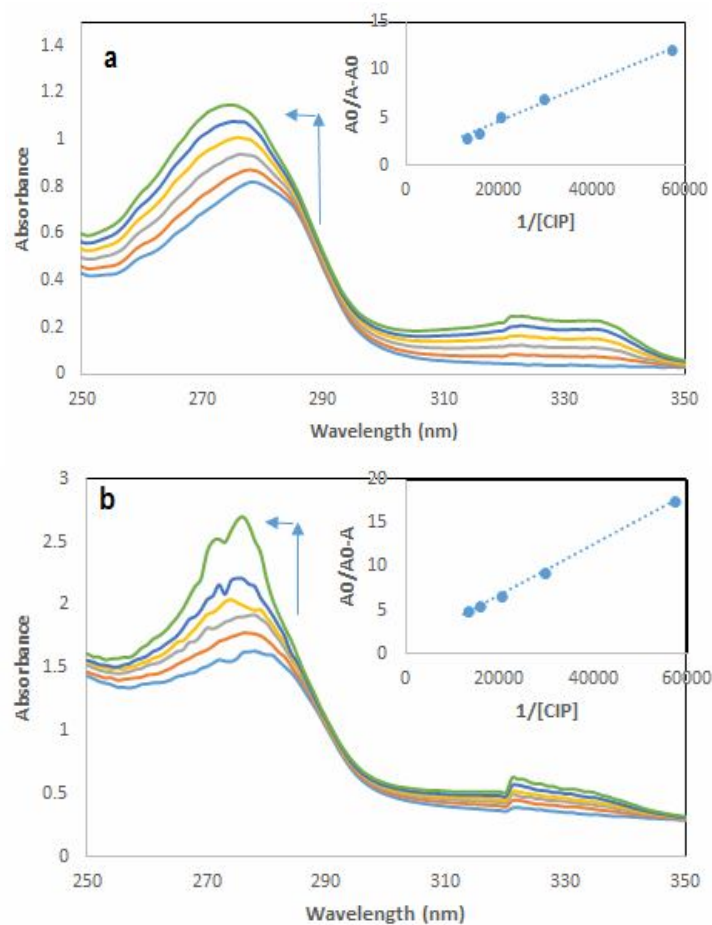 a
1.4
1.2
1
0.8
0.6
0.4
0.2
0
Absorbance
250 270 290 310 330 350
Wavelength (nm)
15
10
5
0
A0/A-A0
0 20000 40000 60000
1/[CIP]
b
3
2.5
2
1.5
1
0.5
0
Absorbance
250 270 290 310 330 350
Wavelength (nm)
20
15
10
5
0
A0/A0-A
0 20000 40000 60000
1/[CIP]